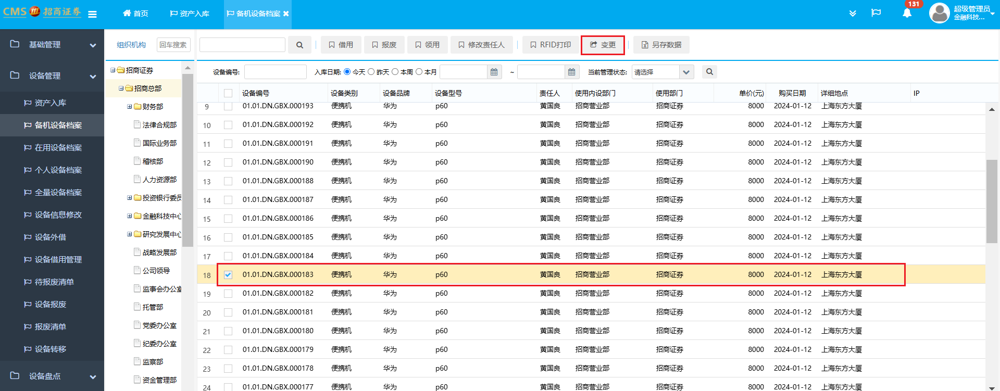 CMS 招商证券
首页
资产入库
备机设备档案
131
超级管理员
金融科技...
基础管理
设备管理
资产入库
备机设备档案
在用设备档案
个人设备档案
全量设备档案
设备信息修改
设备外借
设备借用管理
待报废清单
设备报废
报废清单
设备转移
设备盘点
组织机构 回车搜索
招商证券
招商总部
财务部
法律合规部
国际业务部
稽核部
人力资源部
投资银行委员
金融科技中心
研究发展中心
战略发展部
公司领导
监事会办公室
托管部
党委办公室
纪委办公室
监察部
资金管理部
借用 报废 领用 修改责任人 RFID打印 变更 另存数据
设备编号: 入库日期: 今天 昨天 本周 本月 ~ 当前管理状态: 请选择
设备编号 设备类别 设备品牌 设备型号 责任人 使用内设部门 使用部门 单价(元) 购买日期 详细地点 IP
9 01.01.DN.GBX.000193 便携机 华为 p60 黄国良 招商营业部 招商证券 8000 2024-01-12 上海东方大厦
10 01.01.DN.GBX.000192 便携机 华为 p60 黄国良 招商营业部 招商证券 8000 2024-01-12 上海东方大厦
11 01.01.DN.GBX.000191 便携机 华为 p60 黄国良 招商营业部 招商证券 8000 2024-01-12 上海东方大厦
12 01.01.DN.GBX.000190 便携机 华为 p60 黄国良 招商营业部 招商证券 8000 2024-01-12 上海东方大厦
13 01.01.DN.GBX.000188 便携机 华为 p60 黄国良 招商营业部 招商证券 8000 2024-01-12 上海东方大厦
14 01.01.DN.GBX.000187 便携机 华为 p60 黄国良 招商营业部 招商证券 8000 2024-01-12 上海东方大厦
15 01.01.DN.GBX.000186 便携机 华为 p60 黄国良 招商营业部 招商证券 8000 2024-01-12 上海东方大厦
16 01.01.DN.GBX.000185 便携机 华为 p60 黄国良 招商营业部 招商证券 8000 2024-01-12 上海东方大厦
17 01.01.DN.GBX.000184 便携机 华为 p60 黄国良 招商营业部 招商证券 8000 2024-01-12 上海东方大厦
18 01.01.DN.GBX.000183 便携机 华为 p60 黄国良 招商营业部 招商证券 8000 2024-01-12 上海东方大厦
19 01.01.DN.GBX.000182 便携机 华为 p60 黄国良 招商营业部 招商证券 8000 2024-01-12 上海东方大厦
20 01.01.DN.GBX.000181 便携机 华为 p60 黄国良 招商营业部 招商证券 8000 2024-01-12 上海东方大厦
21 01.01.DN.GBX.000180 便携机 华为 p60 黄国良 招商营业部 招商证券 8000 2024-01-12 上海东方大厦
22 01.01.DN.GBX.000179 便携机 华为 p60 黄国良 招商营业部 招商证券 8000 2024-01-12 上海东方大厦
23 01.01.DN.GBX.000178 便携机 华为 p60 黄国良 招商营业部 招商证券 8000 2024-01-12 上海东方大厦
24 01.01.DN.GBX.000177 便携机 华为 p60 黄国良 招商营业部 招商证券 8000 2024-01-12 上海东方大厦